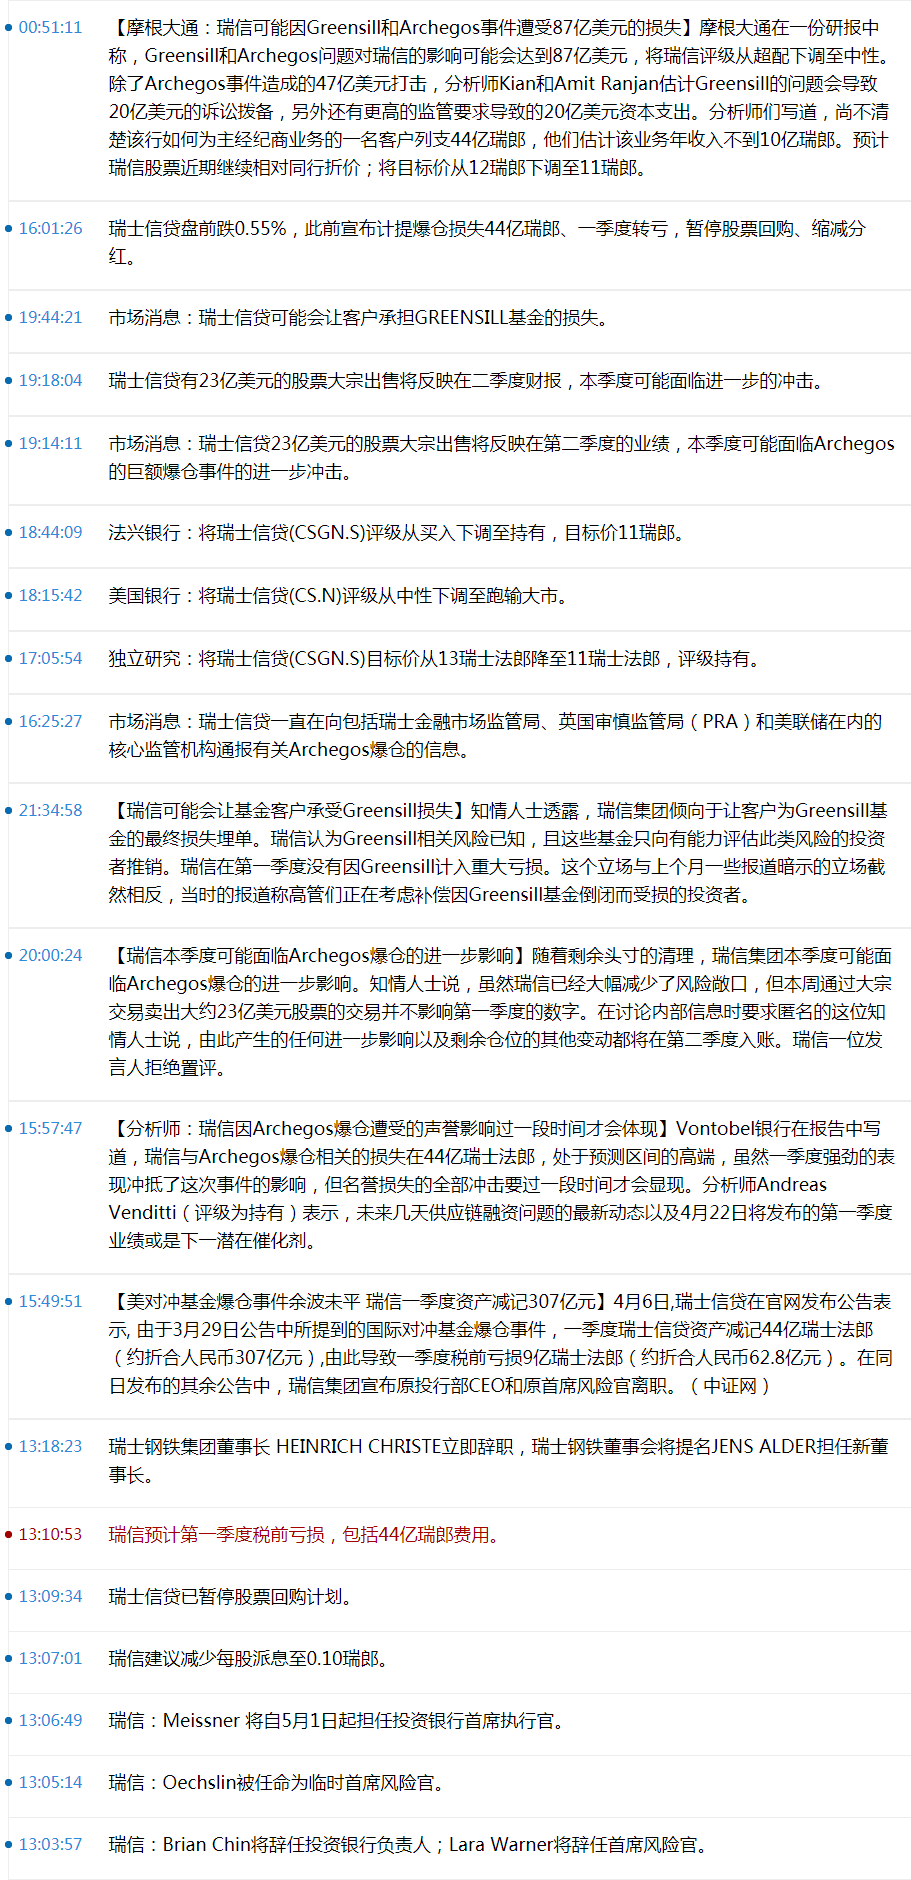 00:51:11
【摩根大通：瑞信可能因Greensill和Archegos事件遭受87亿美元的损失】摩根大通在一份研报中
称，Greensill和Archegos问题对瑞信的影响可能会达到87亿美元，将瑞信评级从超配下调至中性。
除了Archegos事件造成的47亿美元打击，分析师Kian和Amit Ranjan估计Greensill的问题会导致
20亿美元的诉讼拨备，另外还有更高的监管要求导致的20亿美元资本支出。分析师们写道，尚不清
楚该行如何为主经纪商业务的一名客户列支44亿瑞郎，他们估计该业务年收入不到10亿瑞郎。预计
瑞信股票近期继续相对同行折价；将目标价从12瑞郎下调至11瑞郎。
16:01:26
瑞士信贷盘前跌0.55%，此前宣布计提爆仓损失44亿瑞郎、一季度转亏，暂停股票回购、缩减分
红。
19:44:21
市场消息：瑞士信贷可能会让客户承担GREENSILL基金的损失。
19:18:04
瑞士信贷有23亿美元的股票大宗出售将反映在二季度财报，本季度可能面临进一步的冲击。
19:14:11
市场消息：瑞士信贷23亿美元的股票大宗出售将反映在第二季度的业绩，本季度可能面临Archegos
的巨额爆仓事件的进一步冲击。
18:44:09
法兴银行：将瑞士信贷(CSGN.S)评级从买入下调至持有，目标价11瑞郎。
18:15:42
美国银行：将瑞士信贷(CS.N)评级从中性下调至跑输大市。
17:05:54
独立研究：将瑞士信贷(CSGN.S)目标价从13瑞士法郎降至11瑞士法郎，评级持有。
16:25:27
市场消息：瑞士信贷一直在向包括瑞士金融市场监管局、英国审慎监管局（PRA）和美联储在内的
核心监管机构通报有关Archegos爆仓的信息。
21:34:58
【瑞信可能会让基金客户承受Greensill损失】知情人士透露，瑞信集团倾向于让客户为Greensill基
金的最终损失埋单。瑞信认为Greensill相关风险已知，且这些基金只向有能力评估此类风险的投资
者推销。瑞信在第一季度没有因Greensill计入重大亏损。这个立场与上个月一些报道暗示的立场截
然相反，当时的报道称高管们正在考虑补偿因Greensill基金倒闭而受损的投资者。
20:00:24
【瑞信本季度可能面临Archegos爆仓的进一步影响】随着剩余头寸的清理，瑞信集团本季度可能面
临Archegos爆仓的进一步影响。知情人士说，虽然瑞信已经大幅减少了风险敞口，但本周通过大宗
交易卖出大约23亿美元股票的交易并不影响第一季度的数字。在讨论内部信息时要求匿名的这位知
情人士说，由此产生的任何进一步影响以及剩余仓位的其他变动都将在第二季度入账。瑞信一位发
言人拒绝置评。
15:57:47
【分析师：瑞信因Archegos爆仓遭受的声誉影响过一段时间才会体现】Vontobel银行在报告中写
道，瑞信与Archegos爆仓相关的损失在44亿瑞士法郎，处于预测区间的高端，虽然一季度强劲的表
现冲抵了这次事件的影响，但名誉损失的全部冲击要过一段时间才会显现。分析师Andreas
Venditti（评级为持有）表示，未来几天供应链融资问题的最新动态以及4月22日将发布的第一季度
业绩或是下一潜在催化剂。
15:49:51
【美对冲基金爆仓事件余波未平 瑞信一季度资产减记307亿元】4月6日,瑞士信贷在官网发布公告表
示, 由于3月29日公告中所提到的国际对冲基金爆仓事件，一季度瑞士信贷资产减记44亿瑞士法郎
（约折合人民币307亿元）,由此导致一季度税前亏损9亿瑞士法郎（约折合人民币62.8亿元）。在同
日发布的其余公告中，瑞信集团宣布原投行部CEO和原首席风险官离职。（中证网）
13:18:23
瑞士钢铁集团董事长 HEINRICH CHRISTE立即辞职，瑞士钢铁董事会将提名JENS ALDER担任新董
事长。
13:10:53
瑞信预计第一季度税前亏损，包括44亿瑞郎费用。
13:09:34
瑞士信贷已暂停股票回购计划。
13:07:01
瑞信建议减少每股派息至0.10瑞郎。
13:06:49
瑞信：Meissner 将自5月1日起担任投资银行首席执行官。
13:05:14
瑞信：Oechslin被任命为临时首席风险官。
13:03:57
瑞信：Brian Chin将辞任投资银行负责人；Lara Warner将辞任首席风险官。